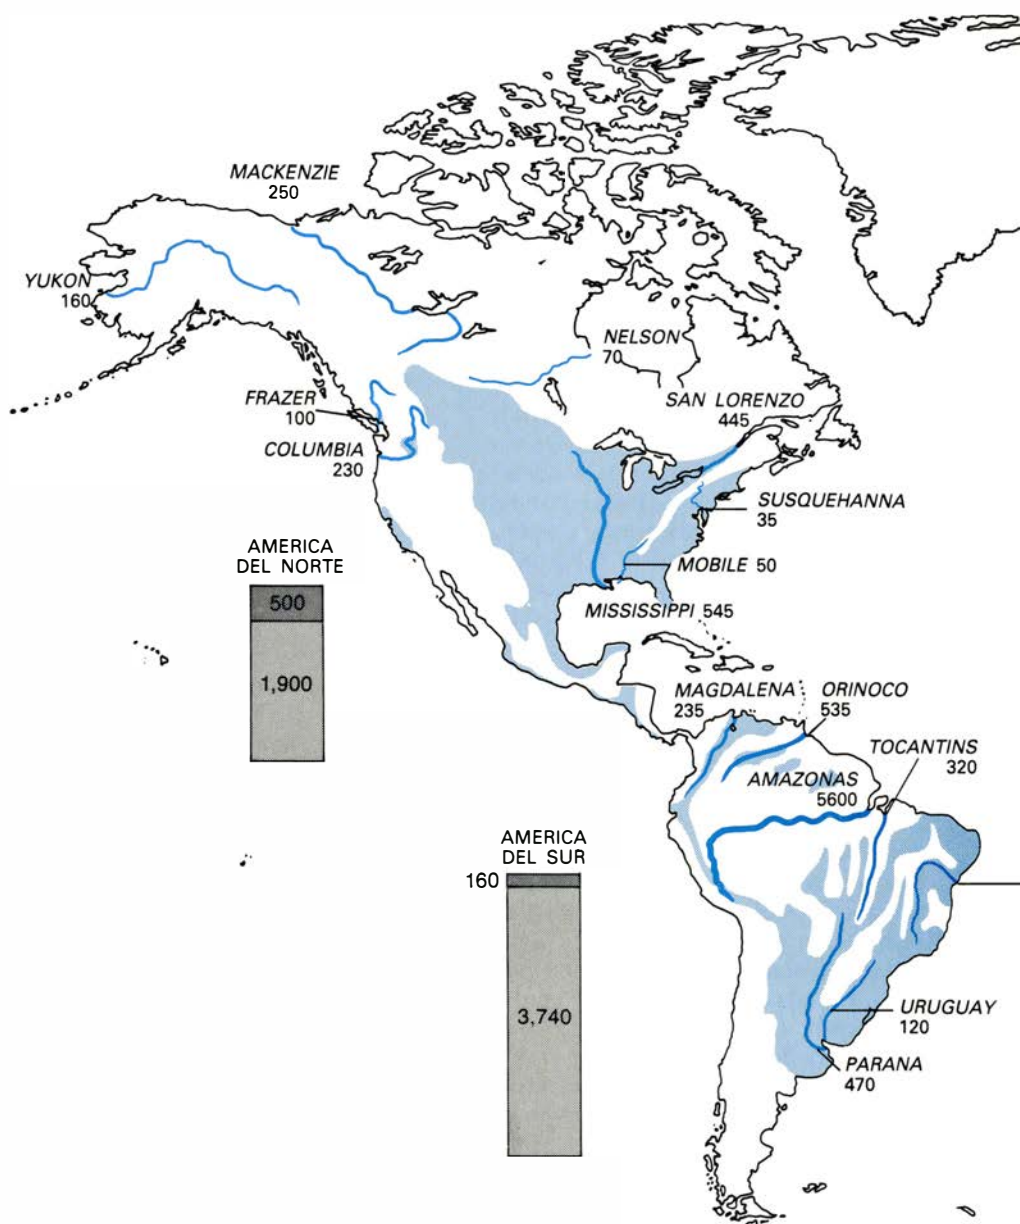 MACKENZIE
250
YUKON
160
NELSON
70
FRAZER
100
SAN LORENZO
445
COLUMBIA
230
SUSQUEHANNA
35
AMERICA
DEL NORTE
500
1,900
MOBILE 50
MISSISSIPPI 545
MAGDALENA
235
ORINOCO
535
TOCANTINS
320
AMAZONAS
5600
AMERICA
DEL SUR
160
3,740
URUGUAY
120
PARANA
470